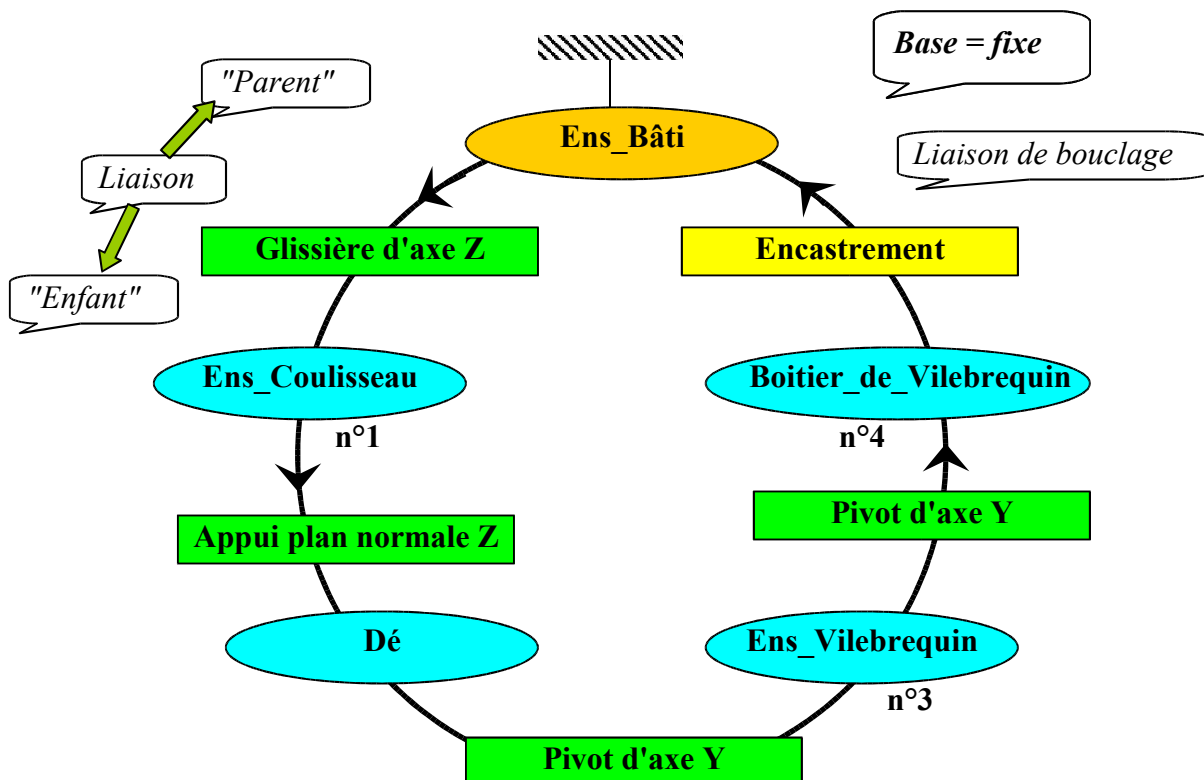 Base = fixe
"Parent"
Ens_Bâti
Liaison
Liaison de bouclage
Glissière d'axe Z
Encastrement
"Enfant"
Ens_Coulisseau
Boitier_de_Vilebrequin
n°1
n°4
Appui plan normale Z
Pivot d'axe Y
Dé
Ens_Vilebrequin
n°3
Pivot d'axe Y